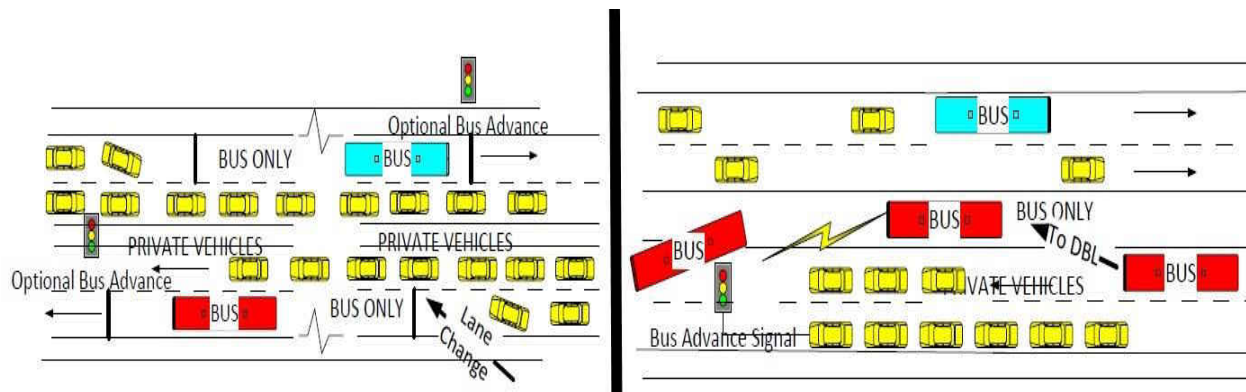 Optional Bus Advance
BUS ONLY
BUS
PRIVATE VEHICLES
PRIVATE VEHICLES
Optional Bus Advance
BUS
BUS ONLY
Lane
Change
BUS
BUS
BUS ONLY
BUS
To DBL
BUS
PRIVATE VEHICLES
Bus Advance Signal